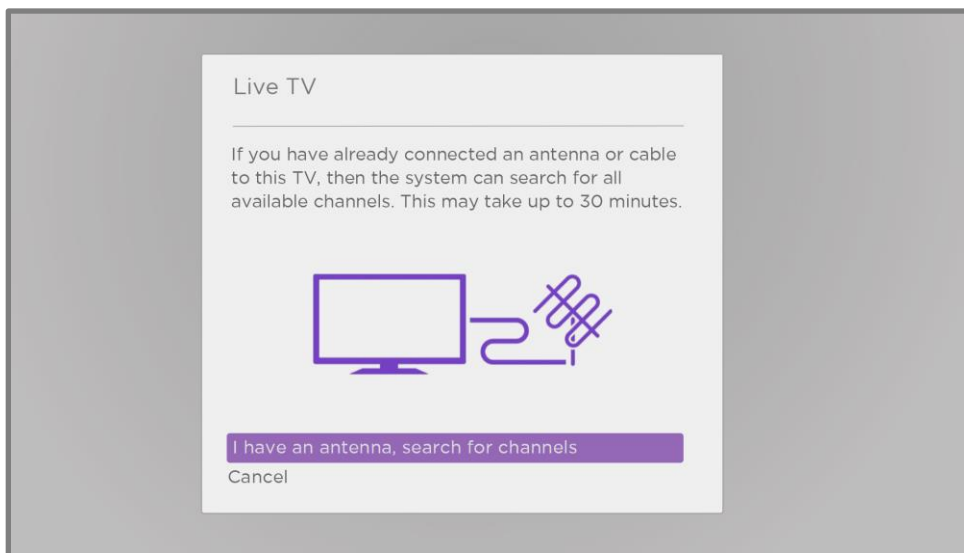 Live TV
If you have already connected an antenna or cable
to this TV, then the system can search for all
available channels. This may take up to 30 minutes.
I have an antenna, search for channels
Cancel